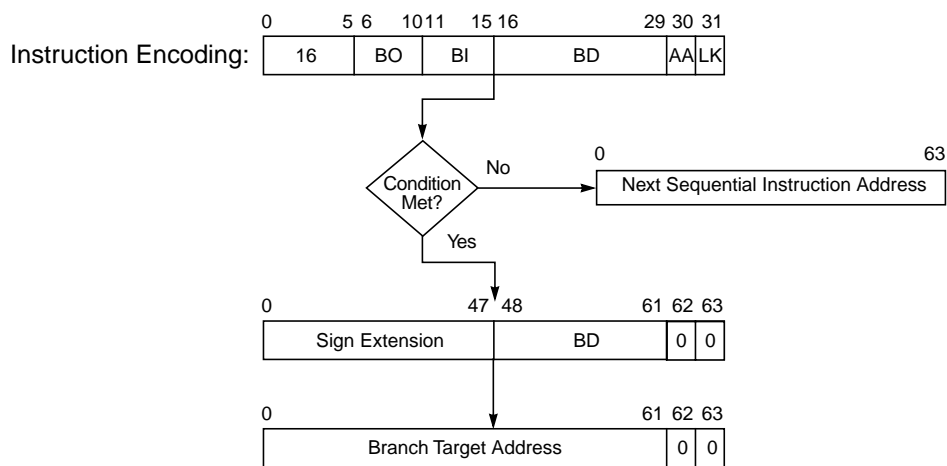 0 5 6 10 11 15 16 29 30 31
Instruction Encoding: 16 BO BI BD AA LK
0 63
No
Condition
Met?
Next Sequential Instruction Address
Yes
0 47 48 61 62 63
Sign Extension BD 0 0
0 61 62 63
Branch Target Address 0 0